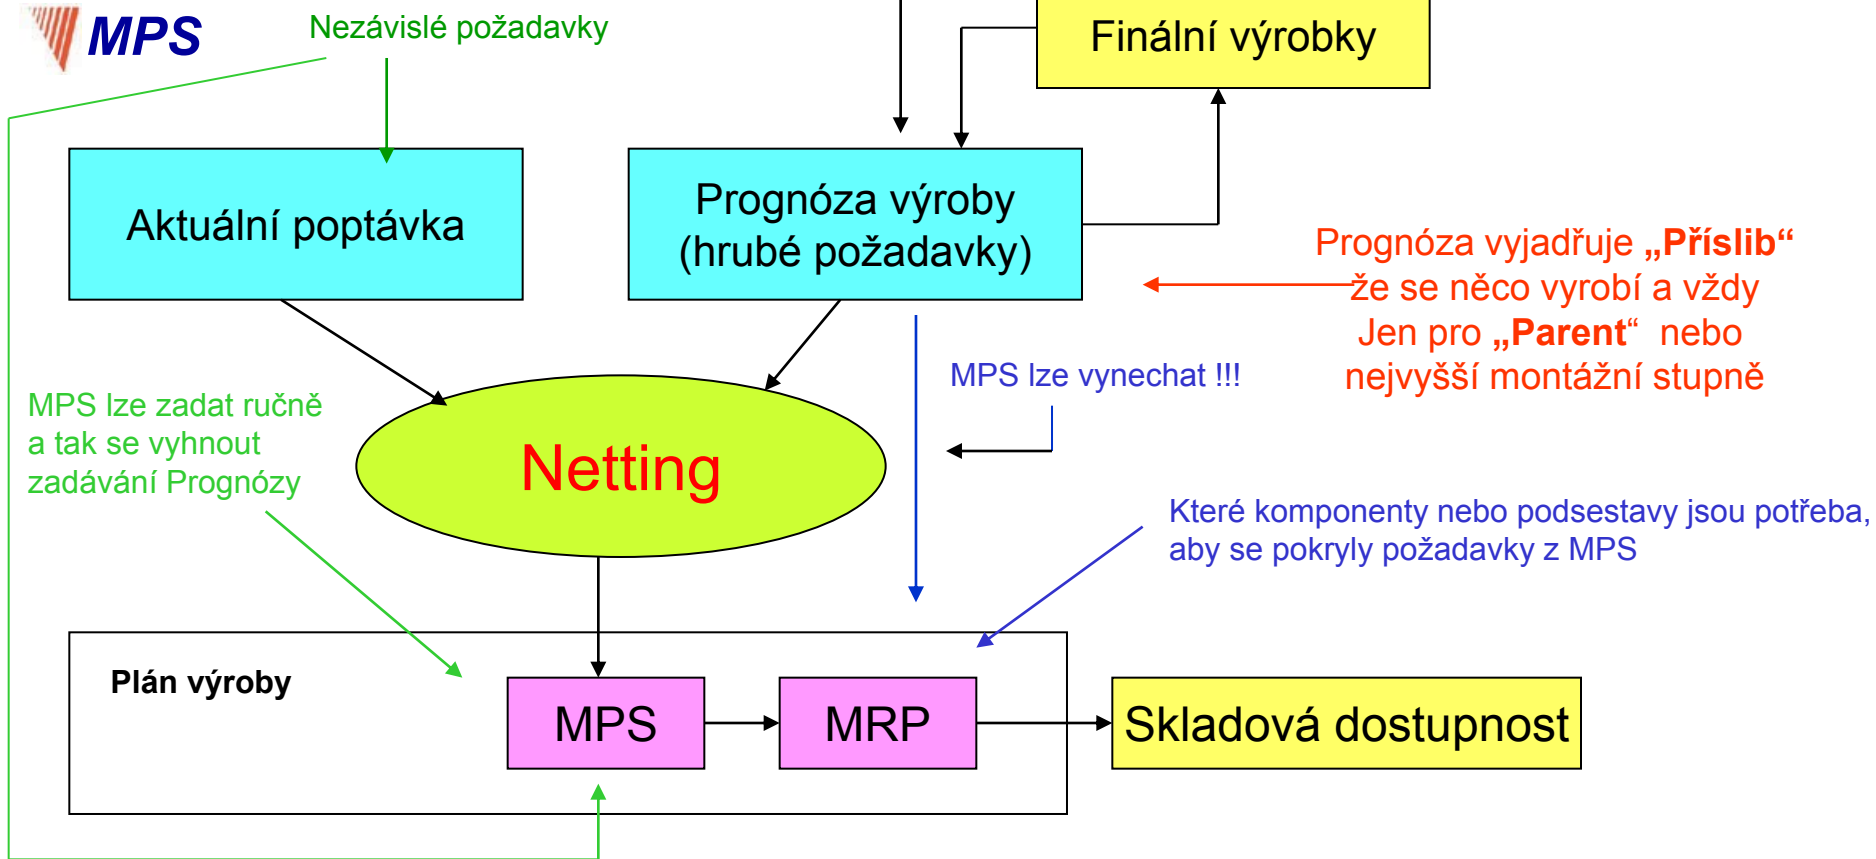 MPS
Nezávislé požadavky
Finální výrobky
Aktuální poptávka
Prognóza výroby
(hrubé požadavky)
Prognóza vyjadřuje „Příslib“
že se něco vyrobí a vždy
Jen pro „Parent“ nebo
nejvyšší montážní stupně
MPS lze vynechat !!!
MPS lze zadat ručně
a tak se vyhnout
zadávání Prognózy
Netting
Které komponenty nebo podsestavy jsou potřeba,
aby se pokryly požadavky z MPS
Plán výroby
MPS
MRP
Skladová dostupnost